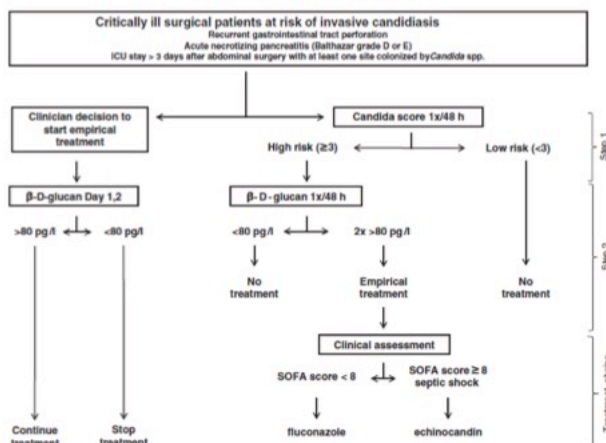 Critically ill surgical patients at risk of invasive candidiasis
Recurrent gastrointestinal tract perforation
Acute necrotizing pancreatitis (Balthazar grade D or E)
ICU stay > 3 days after abdominal surgery with at least one site colonized byCandida spp.
Clinician decision to
start empirical
treatment
Candida score 1x/48 h
High risk (≥3)
Low risk (<3)
Step 1
β-D-glucan Day 1,2
β- D-glucan 1x/48 h
>80 pg/l
<80 pg/l
<80 pg/l
2x >80 pg/l
Step 2
No
treatment
Empirical
treatment
No
treatment
Clinical assessment
SOFA score < 8
SOFA score ≥ 8
septic shock
Continue
treatment
Stop
treatment
fluconazole
echinocandin